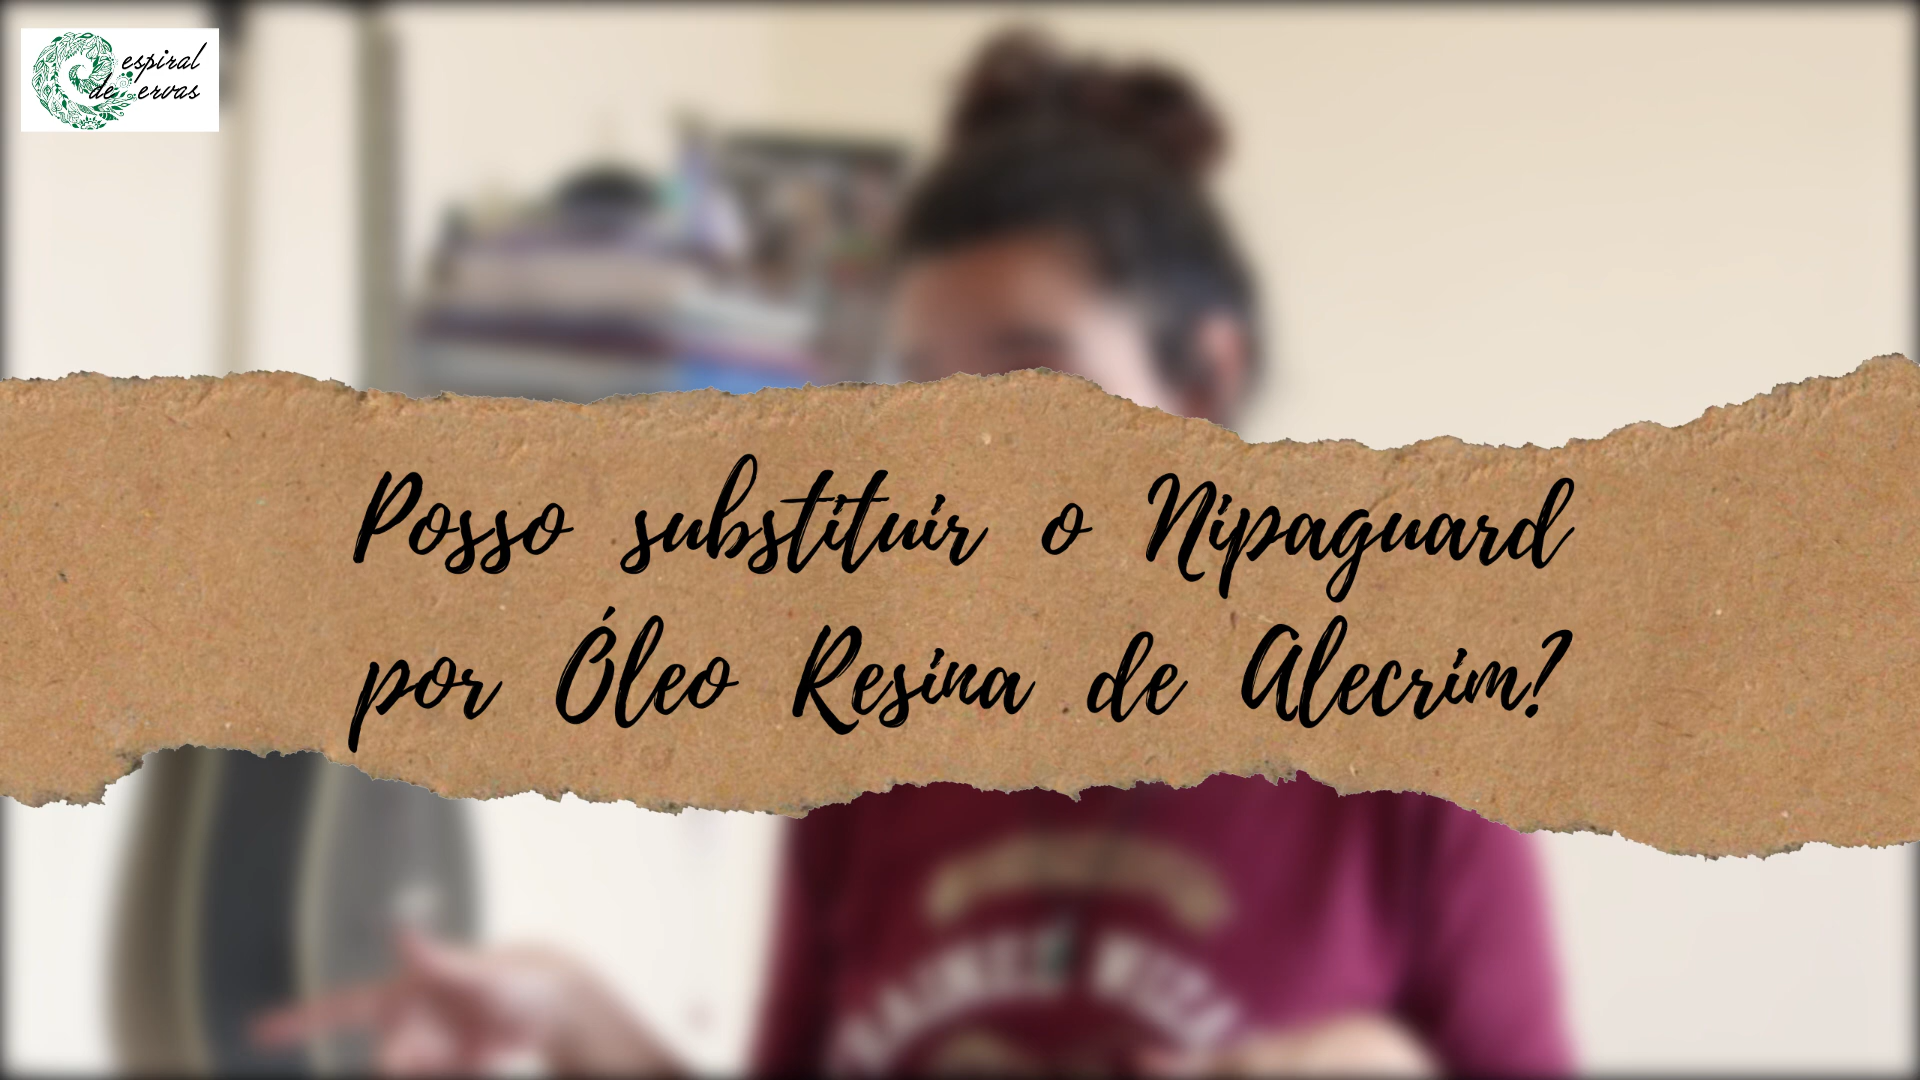 espiral
de ervas
Posso substituir o Nipaguard
por Óleo Resina de Alecrim?